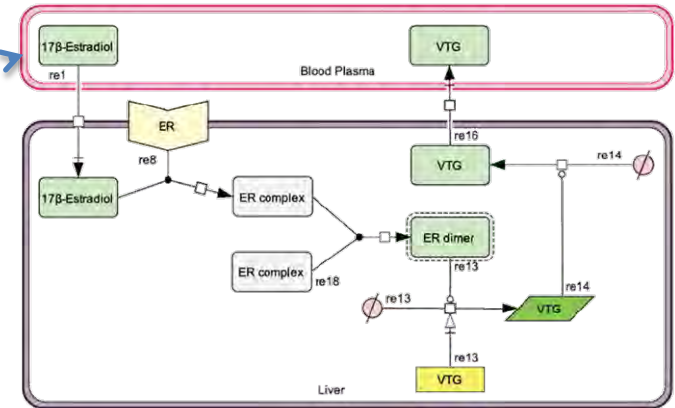 17β-Estradiol
VTG
re1
Blood Plasma
ER
re16
re8
VTG
re14
17β-Estradiol
ER complex
ER dimer
ER complex
re18
re13
re14
re13
VTG
re13
VTG
Liver